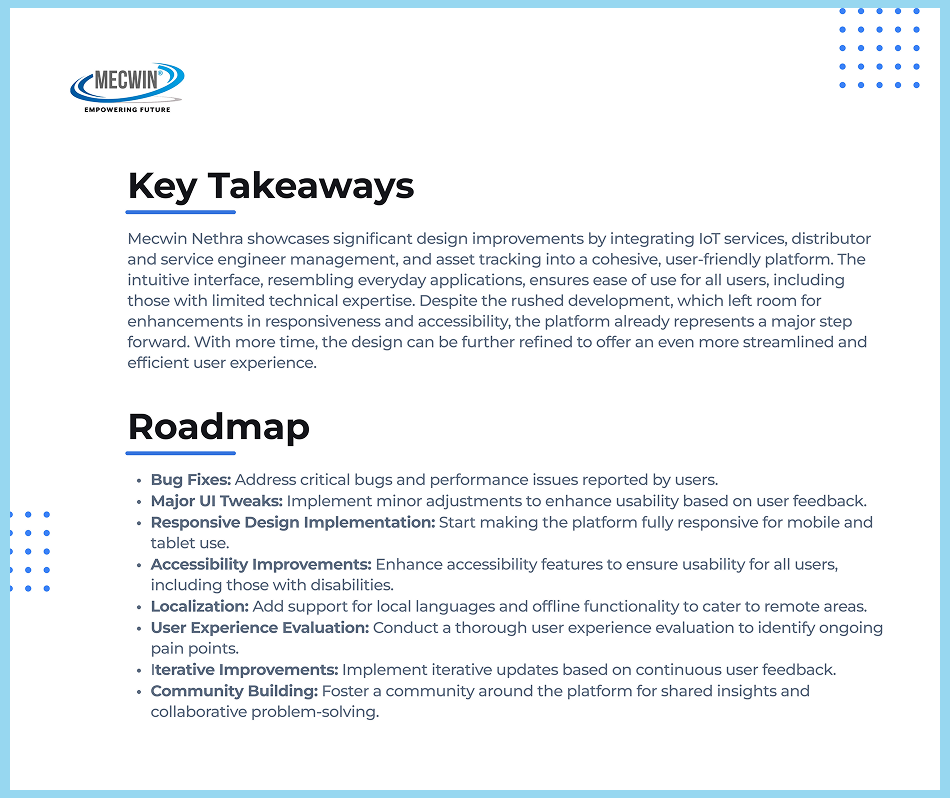 MECWIN®
EMPOWERING FUTURE
Key Takeaways
Mecwin Nethra showcases significant design improvements by integrating IoT services, distributor
and service engineer management, and asset tracking into a cohesive, user-friendly platform. The
intuitive interface, resembling everyday applications, ensures ease of use for all users, including
those with limited technical expertise. Despite the rushed development, which left room for
enhancements in responsiveness and accessibility, the platform already represents a major step
forward. With more time, the design can be further refined to offer an even more streamlined and
efficient user experience.
Roadmap
• Bug Fixes: Address critical bugs and performance issues reported by users.
• Major UI Tweaks: Implement minor adjustments to enhance usability based on user feedback.
• Responsive Design Implementation: Start making the platform fully responsive for mobile and
tablet use.
• Accessibility Improvements: Enhance accessibility features to ensure usability for all users,
including those with disabilities.
• Localization: Add support for local languages and offline functionality to cater to remote areas.
• User Experience Evaluation: Conduct a thorough user experience evaluation to identify ongoing
pain points.
• Iterative Improvements: Implement iterative updates based on continuous user feedback.
• Community Building: Foster a community around the platform for shared insights and
collaborative problem-solving.